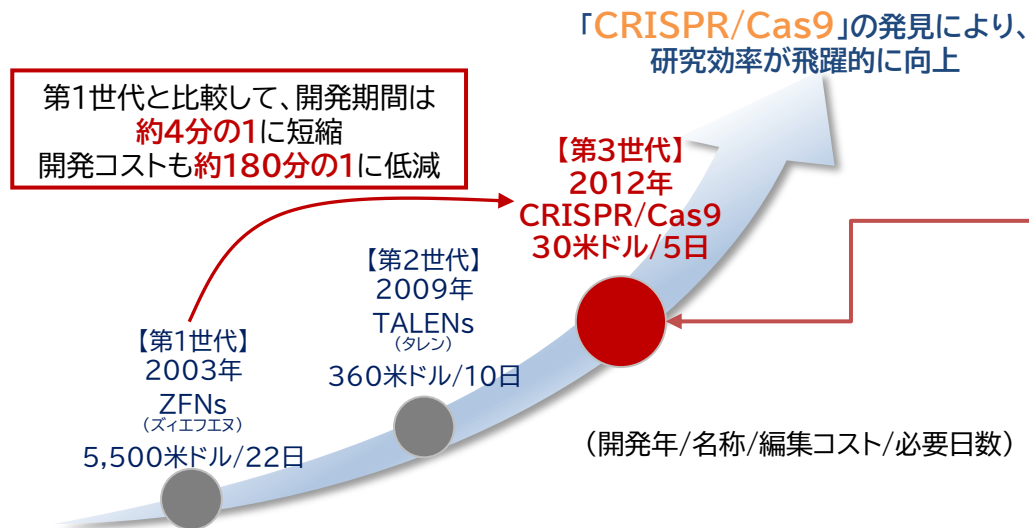 「CRISPR/Cas9」の発見により、
研究効率が飛躍的に向上
第1世代と比較して、開発期間は
約4分の1に短縮
開発コストも約180分の1に低減
【第3世代】
2012年
CRISPR/Cas9
30米ドル/5日
【第2世代】
2009年
TALENs
（タレン）
360米ドル/10日
【第1世代】
2003年
ZFNs
（ズィエフエヌ）
5,500米ドル/22日
（開発年/名称/編集コスト/必要日数）